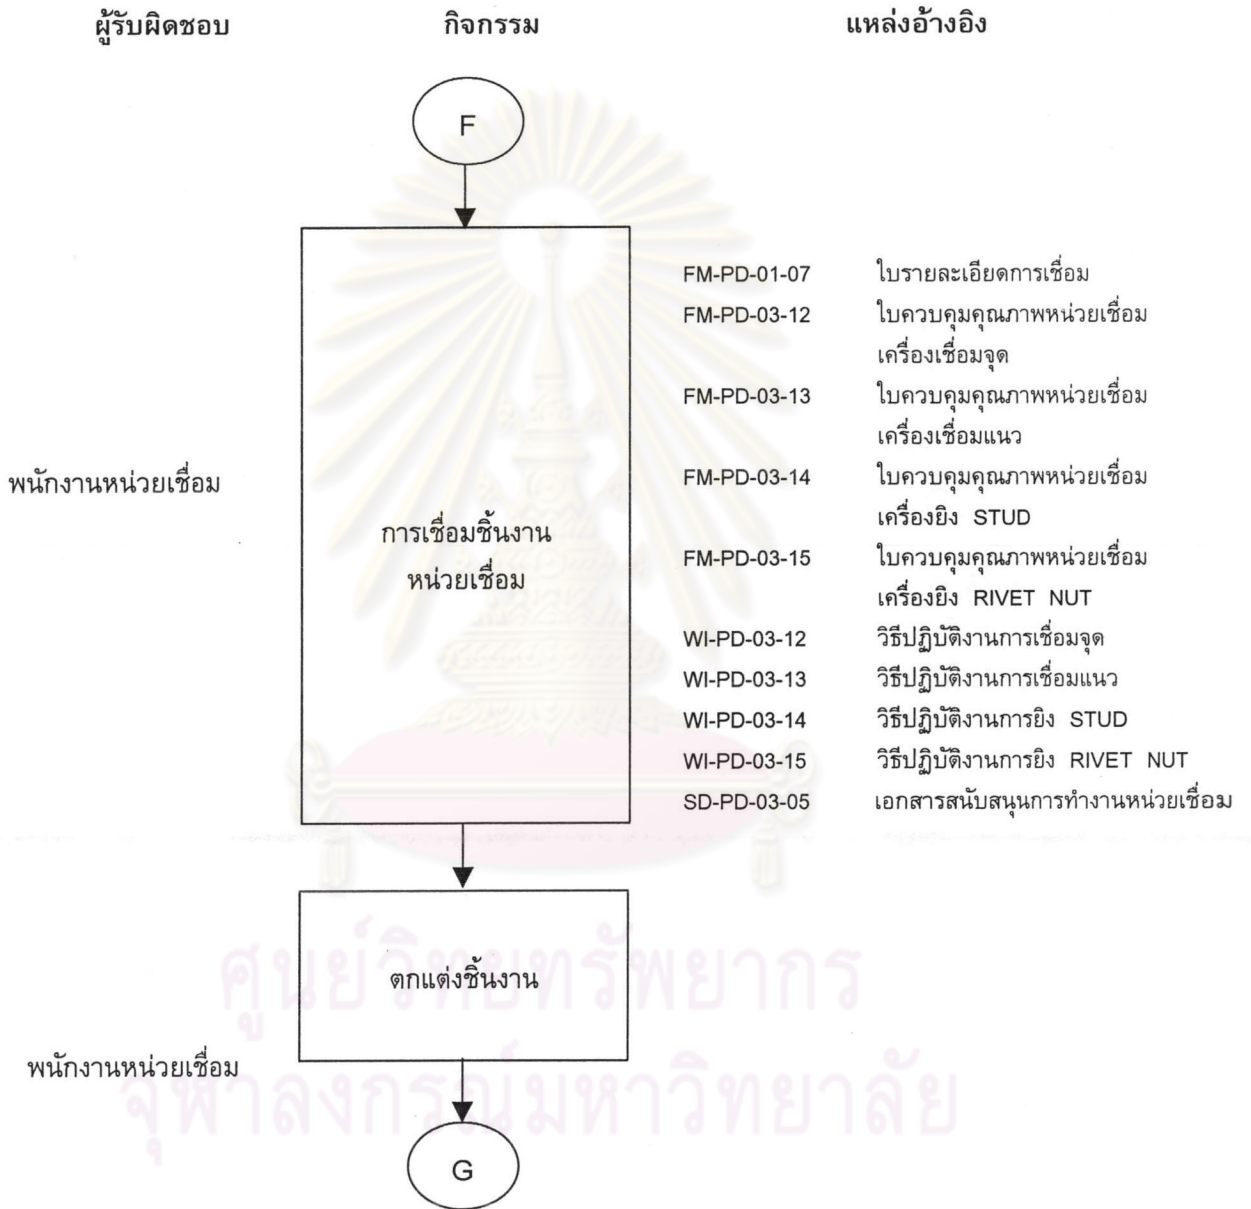 ผู้รับผิดชอบ กิจกรรม แหล่งอ้างอิง
F
FM-PD-01-07 ใบรายละเอียดการเชื่อม
FM-PD-03-12 ใบควบคุมคุณภาพหน่วยเชื่อม
เครื่องเชื่อมจุด
FM-PD-03-13 ใบควบคุมคุณภาพหน่วยเชื่อม
เครื่องเชื่อมแนว
พนักงานหน่วยเชื่อม
การเชื่อมชิ้นงาน
หน่วยเชื่อม
FM-PD-03-14 ใบควบคุมคุณภาพหน่วยเชื่อม
เครื่องยิง STUD
FM-PD-03-15 ใบควบคุมคุณภาพหน่วยเชื่อม
เครื่องยิง RIVET NUT
WI-PD-03-12 วิธีปฏิบัติงานการเชื่อมจุด
WI-PD-03-13 วิธีปฏิบัติงานการเชื่อมแนว
WI-PD-03-14 วิธีปฏิบัติงานการยิง STUD
WI-PD-03-15 วิธีปฏิบัติงานการยิง RIVET NUT
SD-PD-03-05 เอกสารสนับสนุนการทำงานหน่วยเชื่อม
ตกแต่งชิ้นงาน
พนักงานหน่วยเชื่อม
G
ศูนย์วิทยทรัพยากร
จุฬาลงกรณ์มหาวิทยาลัย